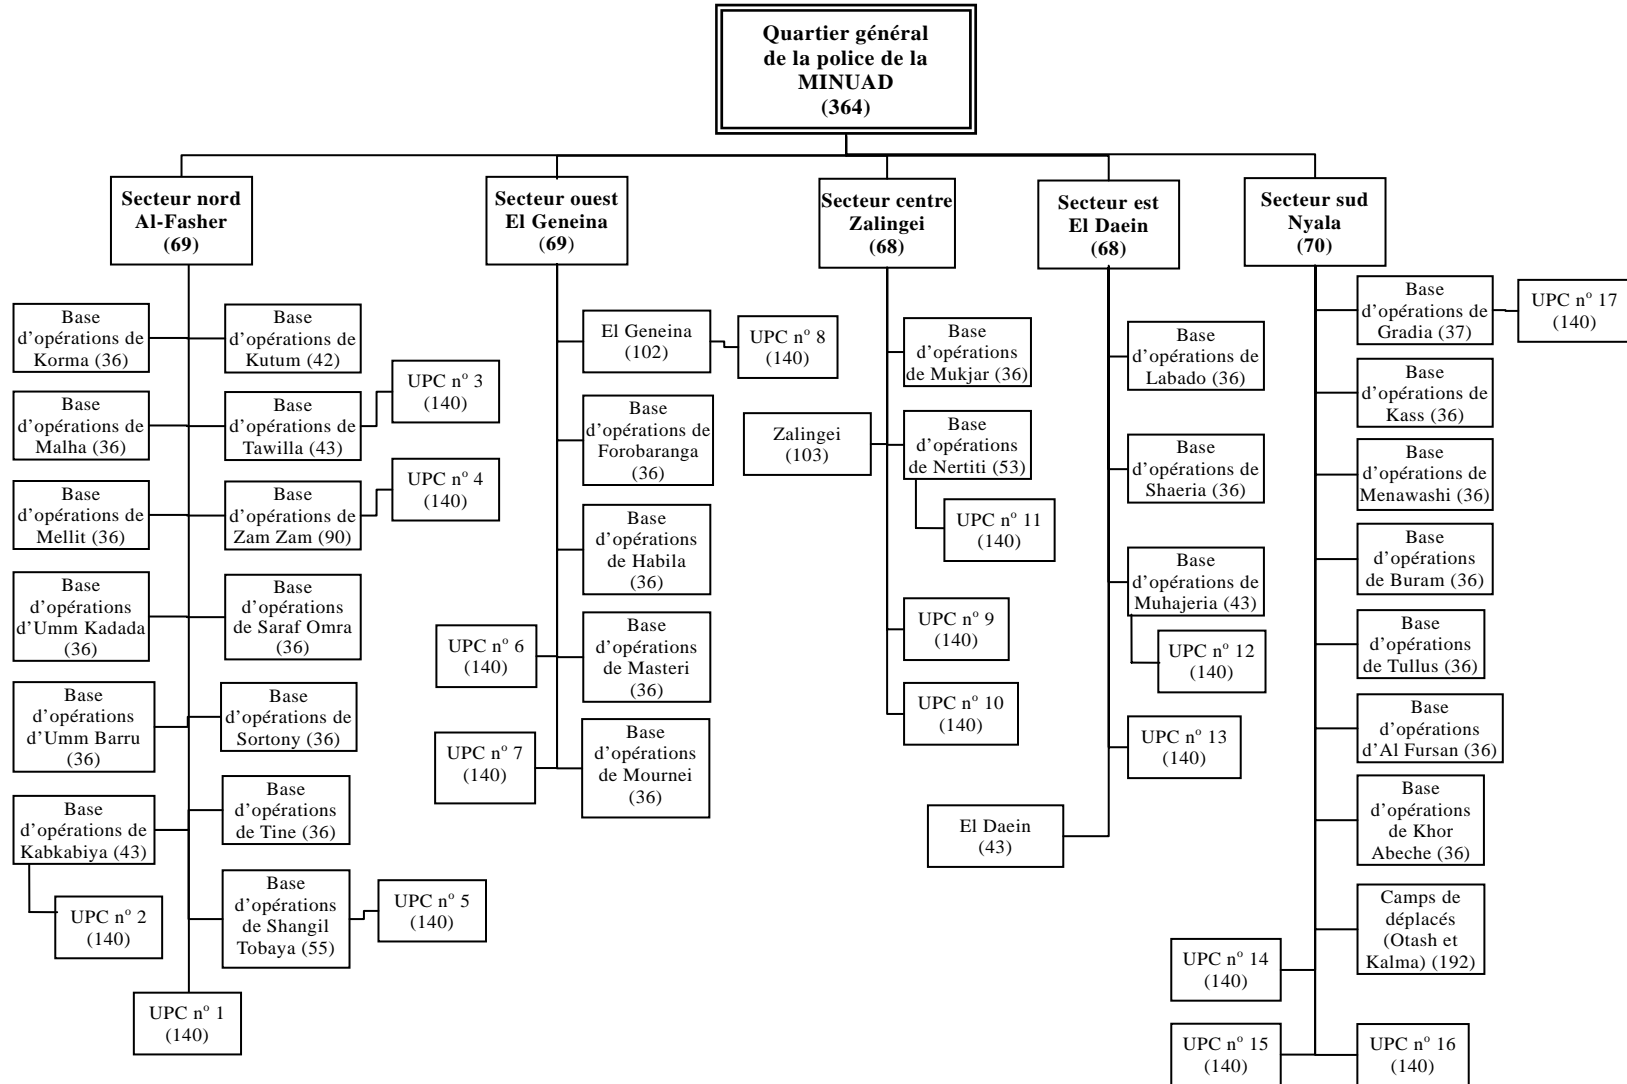 Quartier général
de la police de la
MINUAD
(364)
Secteur nord
Al-Fasher
(69)
Base
d’opérations de
Korma (36)
Base
d’opérations de
Kutum (42)
Base
d’opérations de
Malha (36)
Base
d’opérations de
Tawilla (43)
UPC nº 3
(140)
Base
d’opérations de
Mellit (36)
Base
d’opérations de
Zam Zam (90)
UPC nº 4
(140)
Base
d’opérations
d’Umm Kadada
(36)
Base
d’opérations
de Saraf Omra
(36)
Base
d’opérations
d’Umm Barru
(36)
Base
d’opérations de
Sortony (36)
Base
d’opérations de
Kabkabiya (43)
Base
d’opérations
de Tine (36)
UPC nº 2
(140)
Base
d’opérations
de Shangil
Tobaya (55)
UPC nº 5
(140)
UPC nº 1
(140)
Secteur ouest
El Geneina
(69)
El Geneina
(102)
UPC nº 8
(140)
Base
d’opérations de
Forobaranga
(36)
Base
d’opérations
de Habila
(36)
UPC nº 6
(140)
Base
d’opérations
de Masteri
(36)
UPC nº 7
(140)
Base
d’opérations
de Mournei
(36)
Secteur centre
Zalingei
(68)
Base
d’opérations
de Mukjar (36)
Zalingei
(103)
Base
d’opérations
de Nertiti (53)
UPC nº 11
(140)
UPC nº 9
(140)
UPC nº 10
(140)
Secteur est
El Daein
(68)
Base
d’opérations de
Labado (36)
Base
d’opérations de
Shaeria (36)
Base
d’opérations de
Muhajeria (43)
UPC nº 12
(140)
UPC nº 13
(140)
El Daein
(43)
Secteur sud
Nyala
(70)
Base
d’opérations de
Gradia (37)
UPC nº 17
(140)
Base
d’opérations de
Kass (36)
Base
d’opérations de
Menawashi (36)
Base
d’opérations
de Buram (36)
Base
d’opérations
de Tullus (36)
Base
d’opérations
d’Al Fursan (36)
Base
d’opérations
de Khor
Abeche (36)
Camps de
déplacés
(Otash et
Kalma) (192)
UPC nº 14
(140)
UPC nº 15
(140)
UPC nº 16
(140)